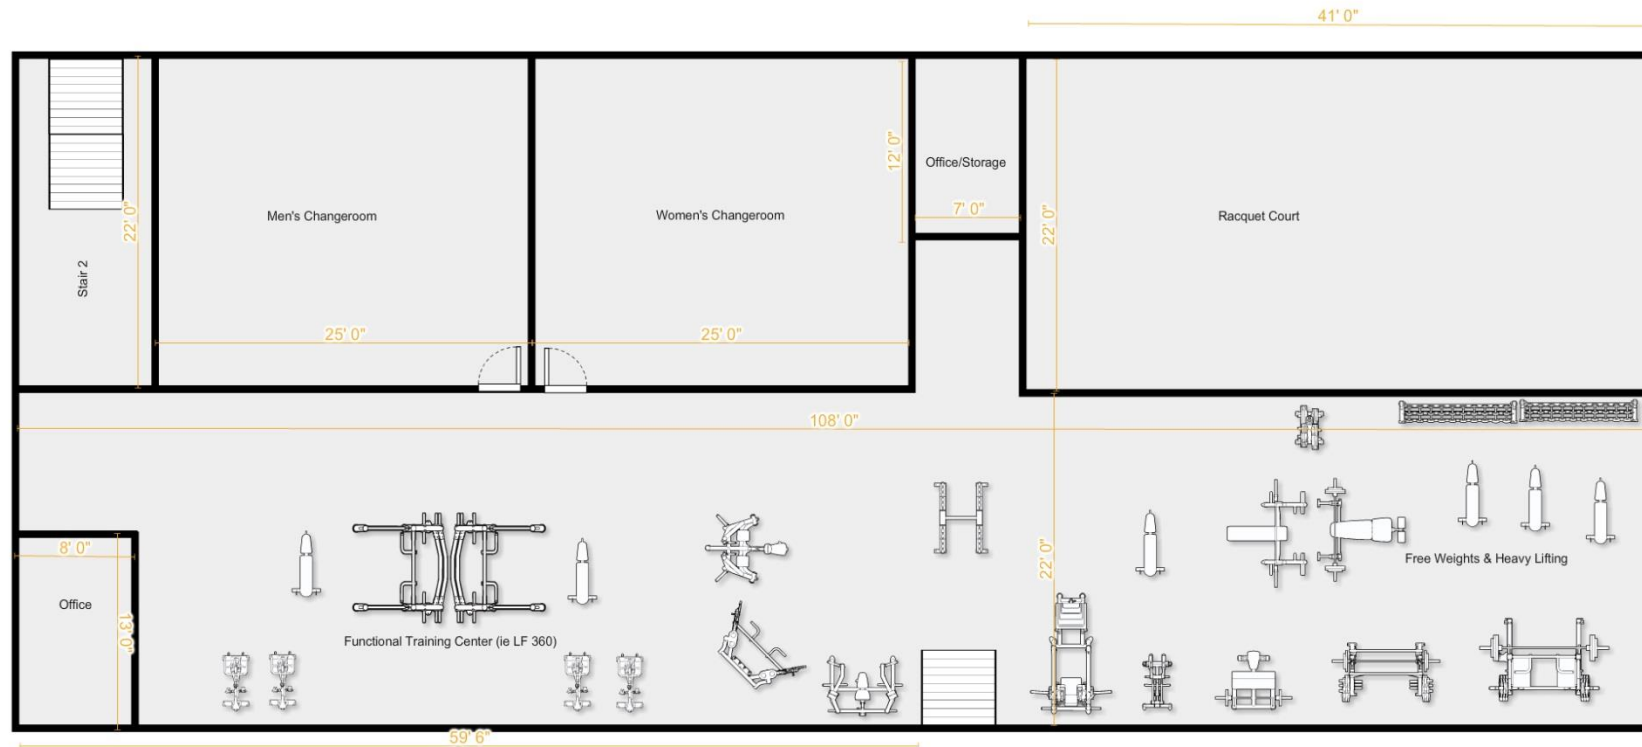 41' 0"
Men's Changeroom
Women's Changeroom
Office/Storage
Racquet Court
12' 0"
7' 0"
22' 0"
22' 0"
Stair 2
25' 0"
25' 0"
108' 0"
8' 0"
Office
13' 0"
Functional Training Center (ie LF 360)
22' 0"
Free Weights & Heavy Lifting
59' 6"